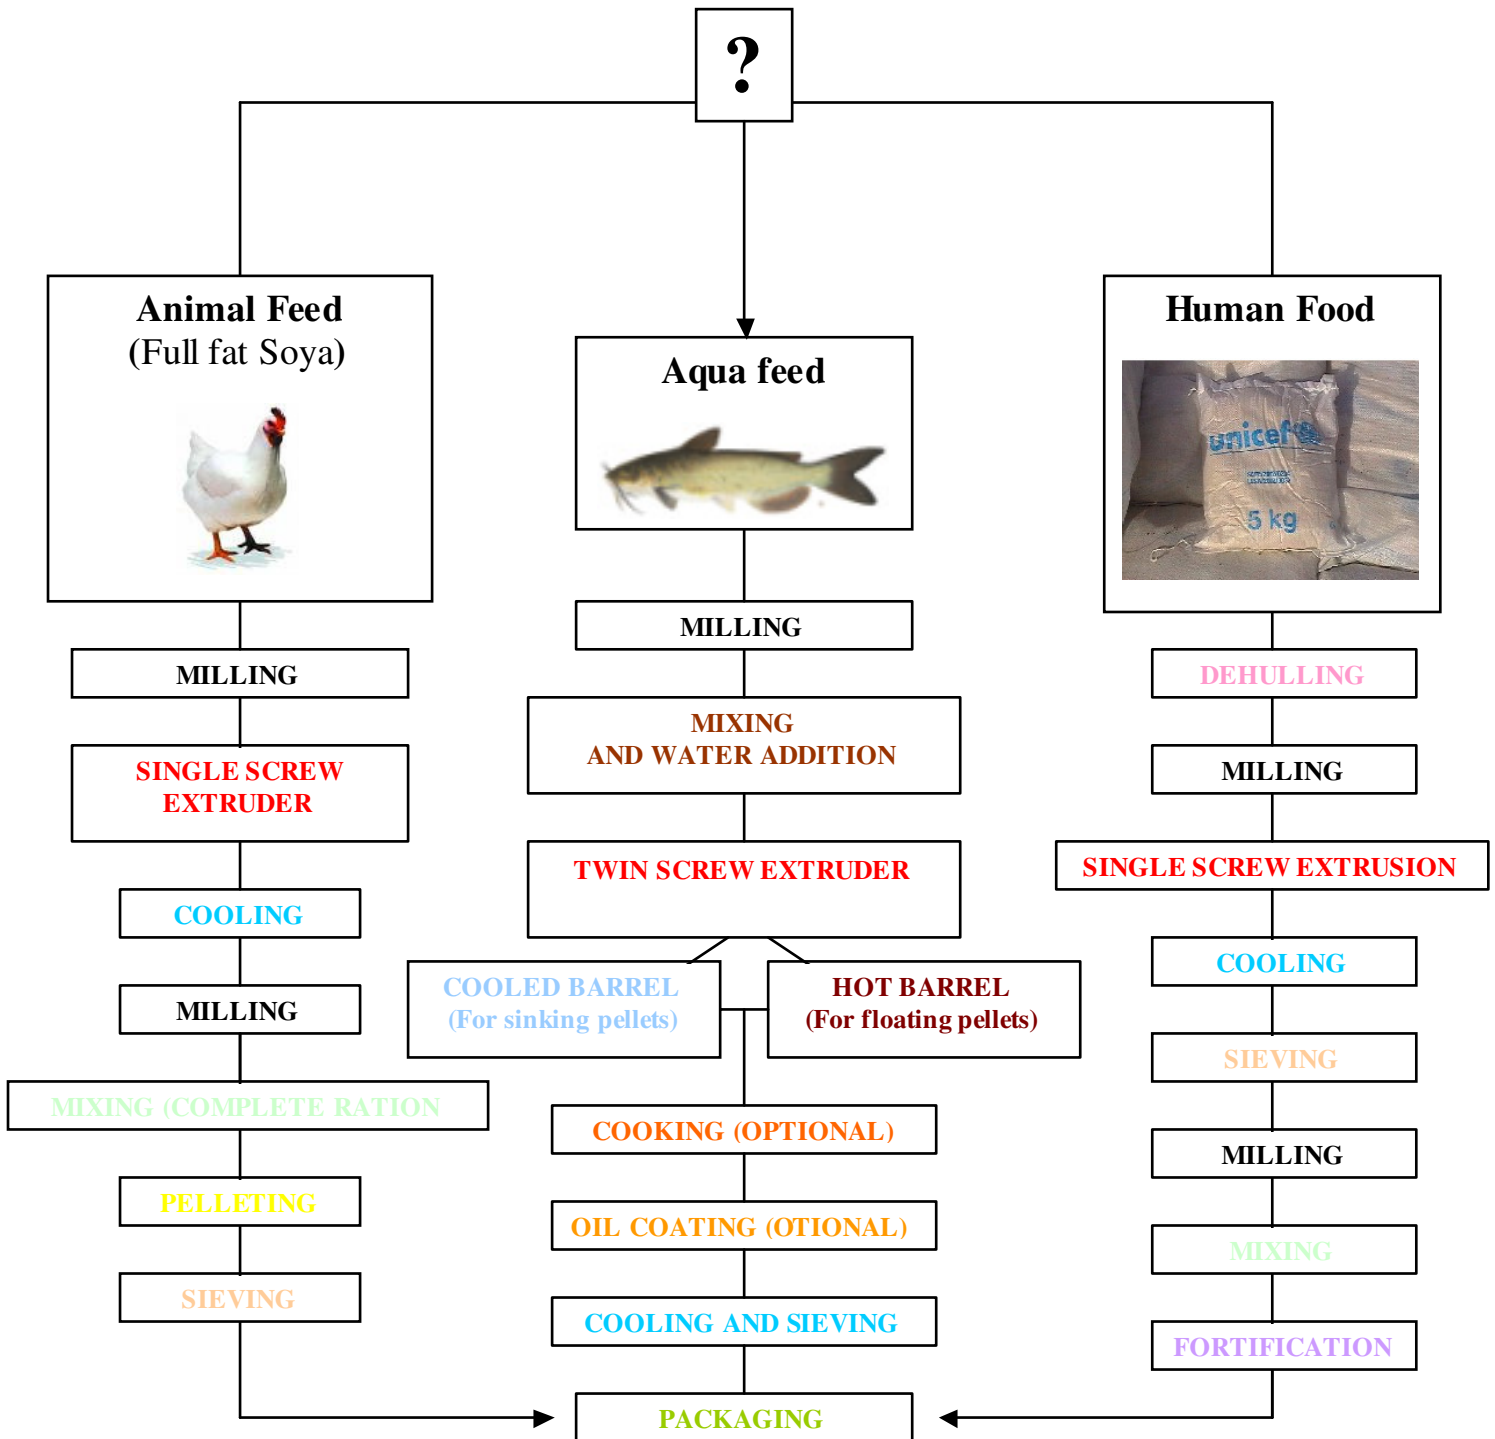 ?
Animal Feed
(Full fat Soya)
MILLING
SINGLE SCREW
EXTRUDER
COOLING
MILLING
MIXING (COMPLETE RATION
PELLETING
SIEVING
Aqua feed
MILLING
MIXING
AND WATER ADDITION
TWIN SCREW EXTRUDER
COOLED BARREL
(For sinking pellets)
HOT BARREL
(For floating pellets)
COOKING (OPTIONAL)
OIL COATING (OTIONAL)
COOLING AND SIEVING
PACKAGING
Human Food
unicef
5 kg
DEHULLING
MILLING
SINGLE SCREW EXTRUSION
COOLING
SIEVING
MILLING
MIXING
FORTIFICATION